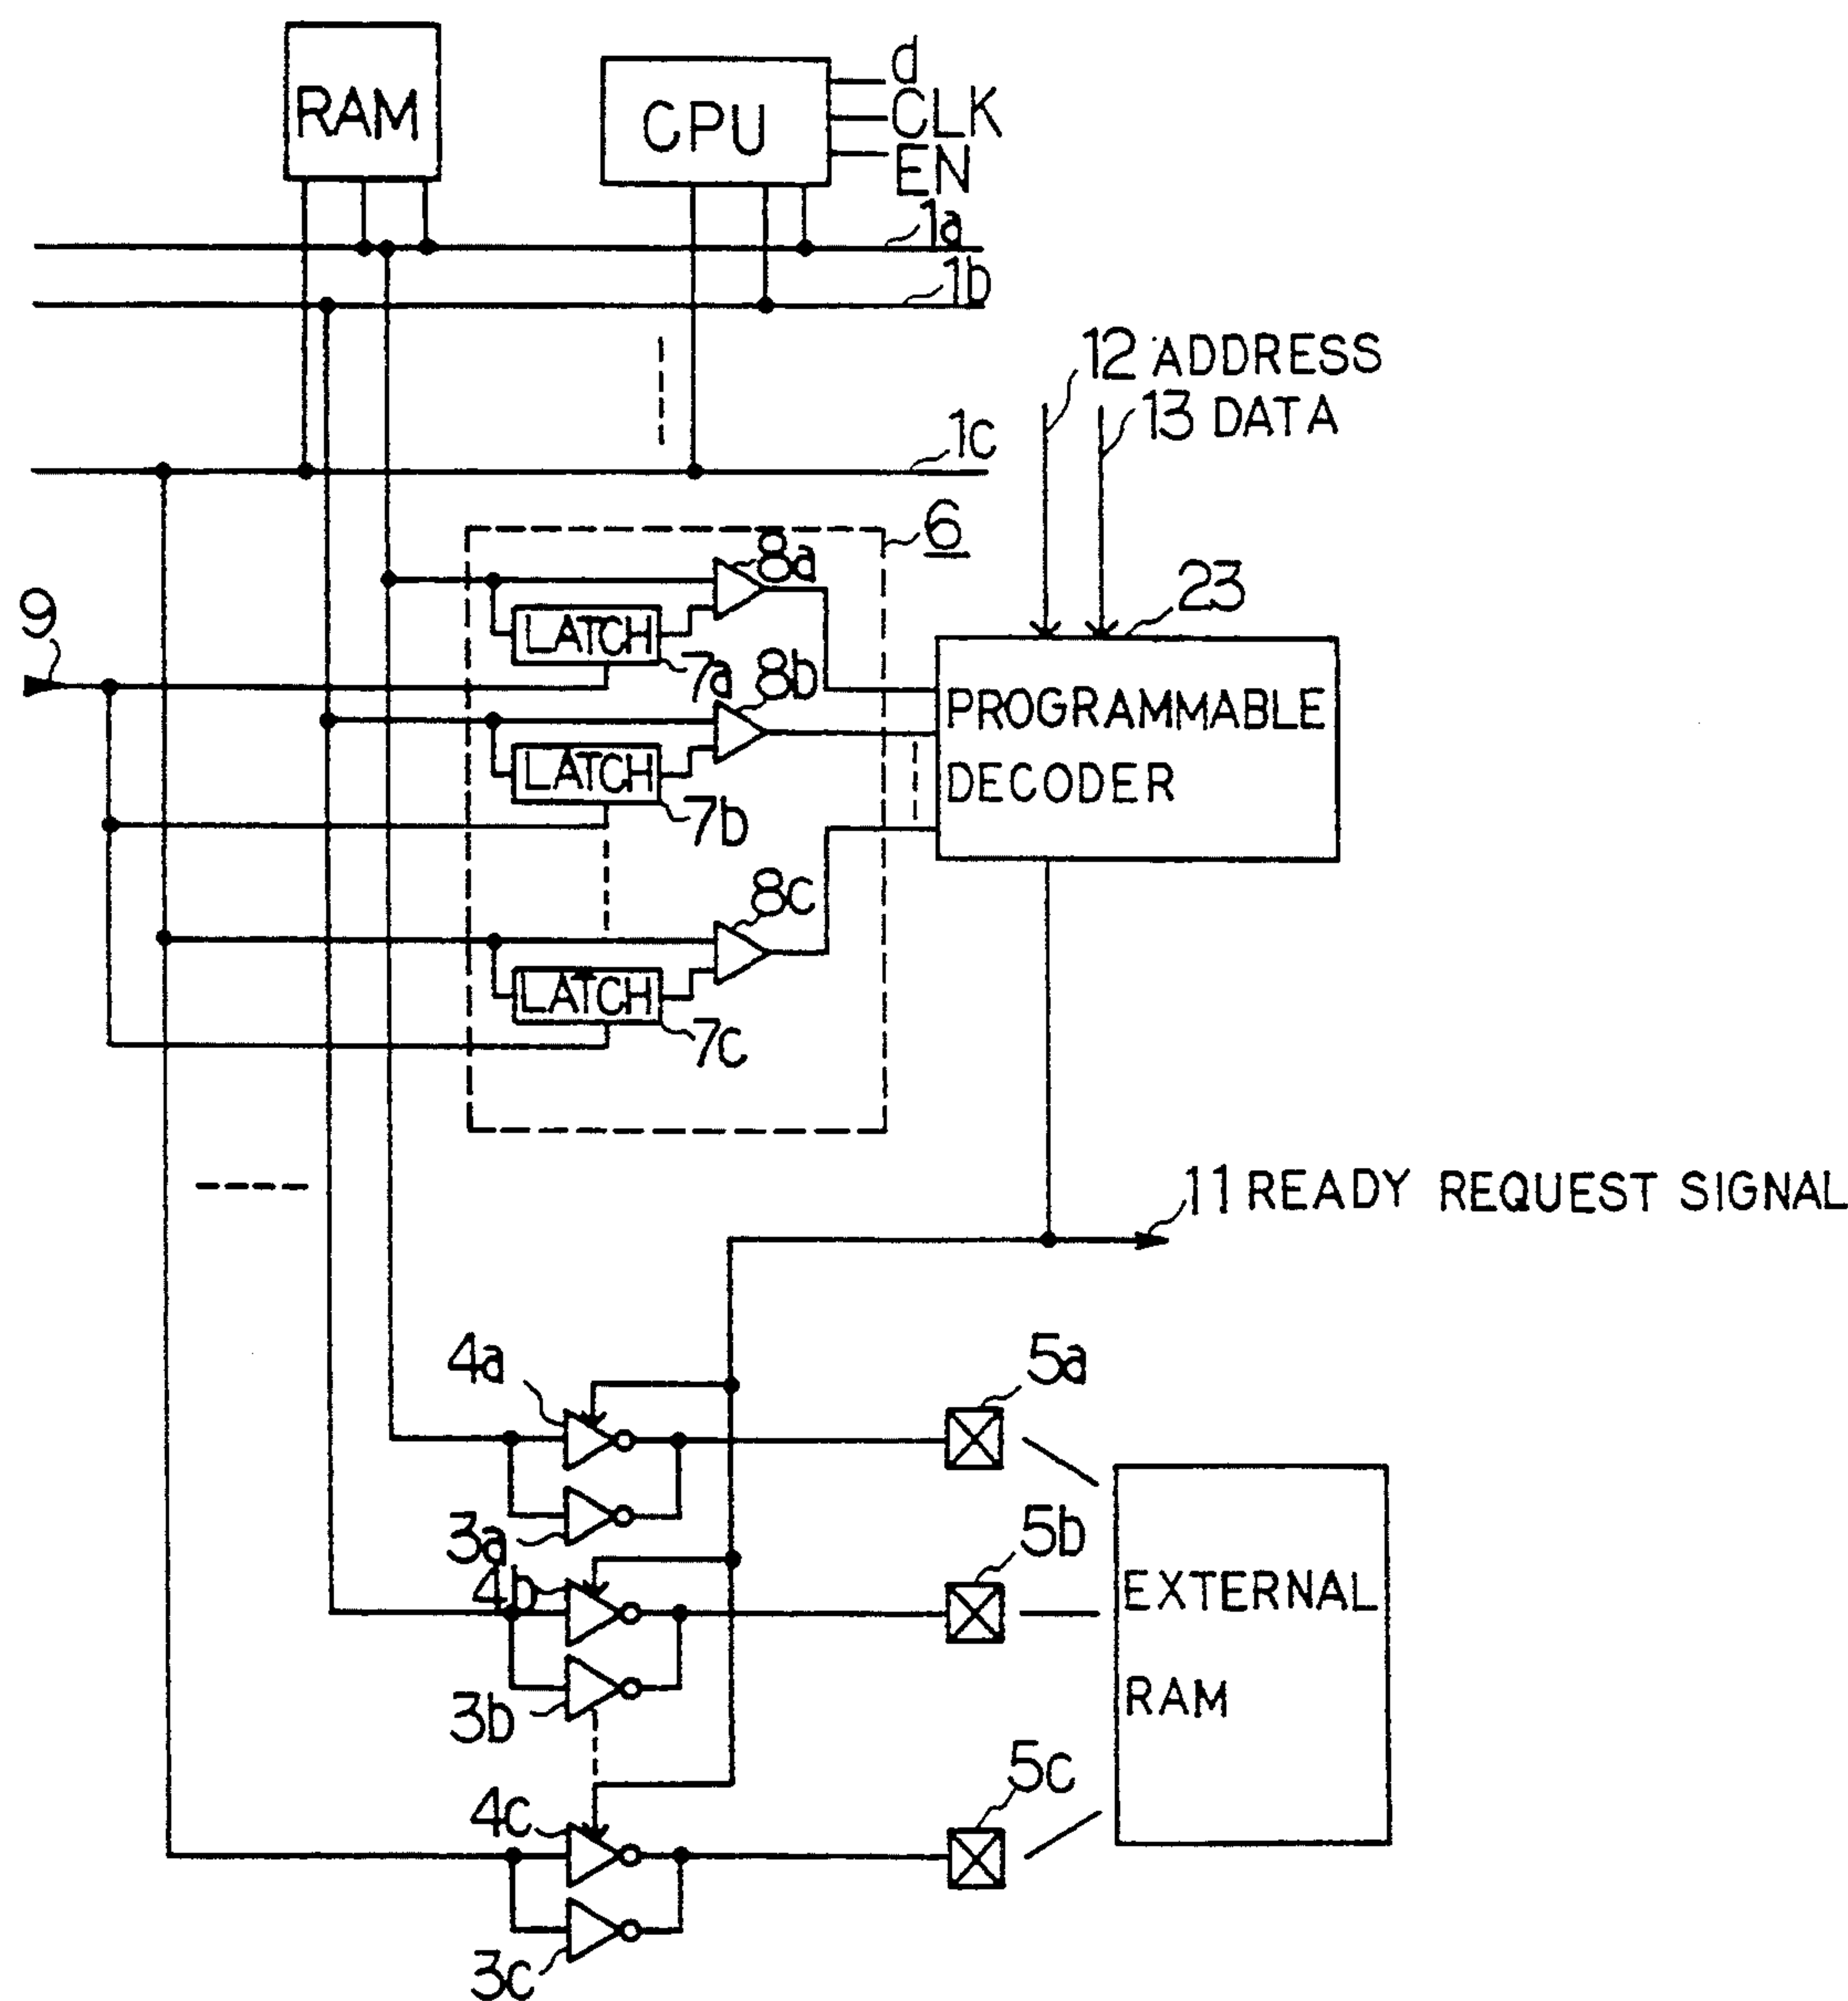 RAM
CPU
d
CLK
EN
1a
1b
12 ADDRESS
13 DATA
1c
6
8a
23
9
LATCH
7a
8b
PROGRAMMABLE
DECODER
LATCH
7b
8c
LATCH
7c
11 READY REQUEST SIGNAL
4a
5a
3a
4b
5b
EXTERNAL
RAM
3b
5c
4c
3c